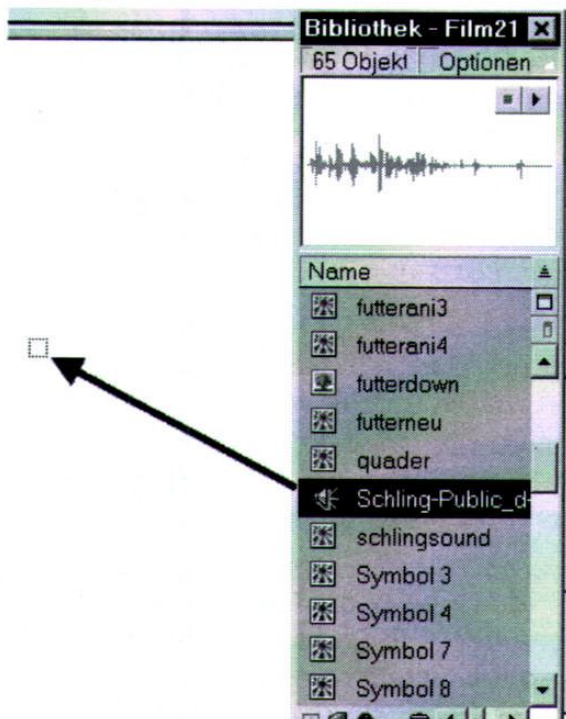 Bibliothek - Film21
65 Objekt Optionen
Name
futterani3
futterani4
futterdown
futterneu
quader
Schling-Public_d-
schlingsound
Symbol 3
Symbol 4
Symbol 7
Symbol 8